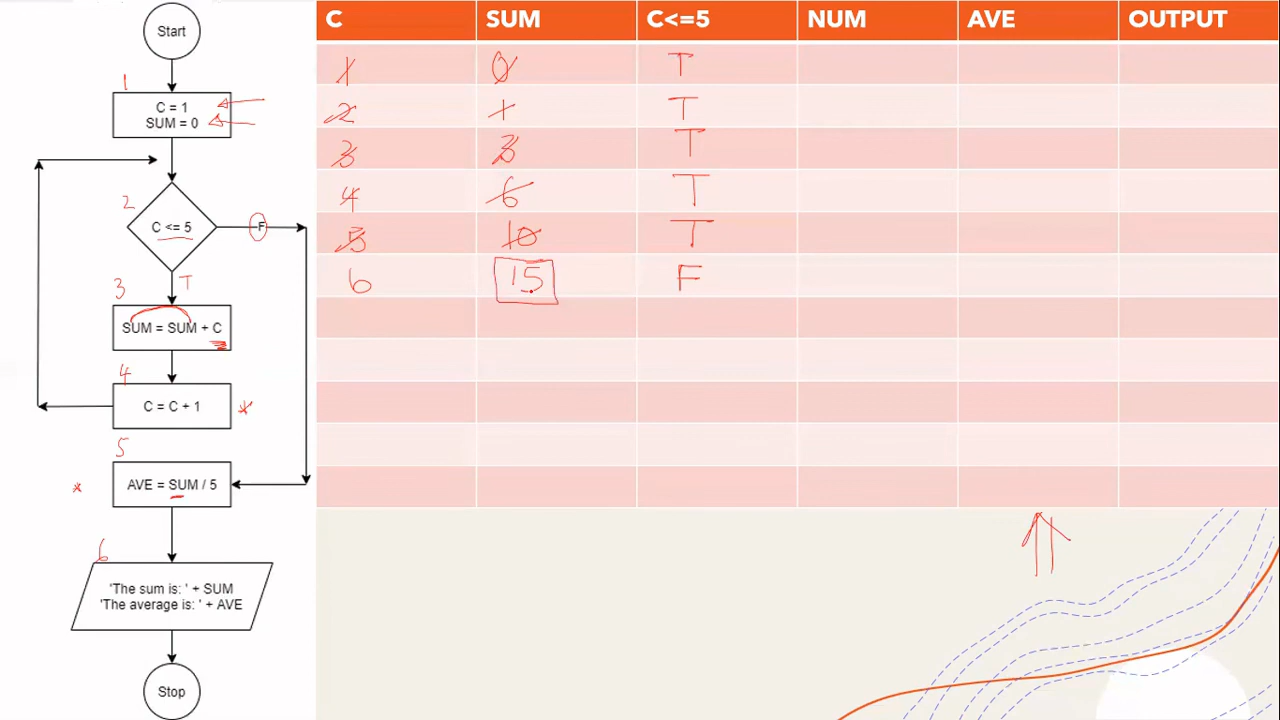 Start
1
C = 1
SUM = 0
2
C <= 5
F
T
3
SUM = SUM + C
4
C = C + 1
*
5
* AVE = SUM / 5
6
'The sum is: ' + SUM
'The average is: ' + AVE
Stop
C SUM C<=5 NUM AVE OUTPUT
1 0 T
2 1 T
3 3 T
4 6 T
5 10 T
6 15 F